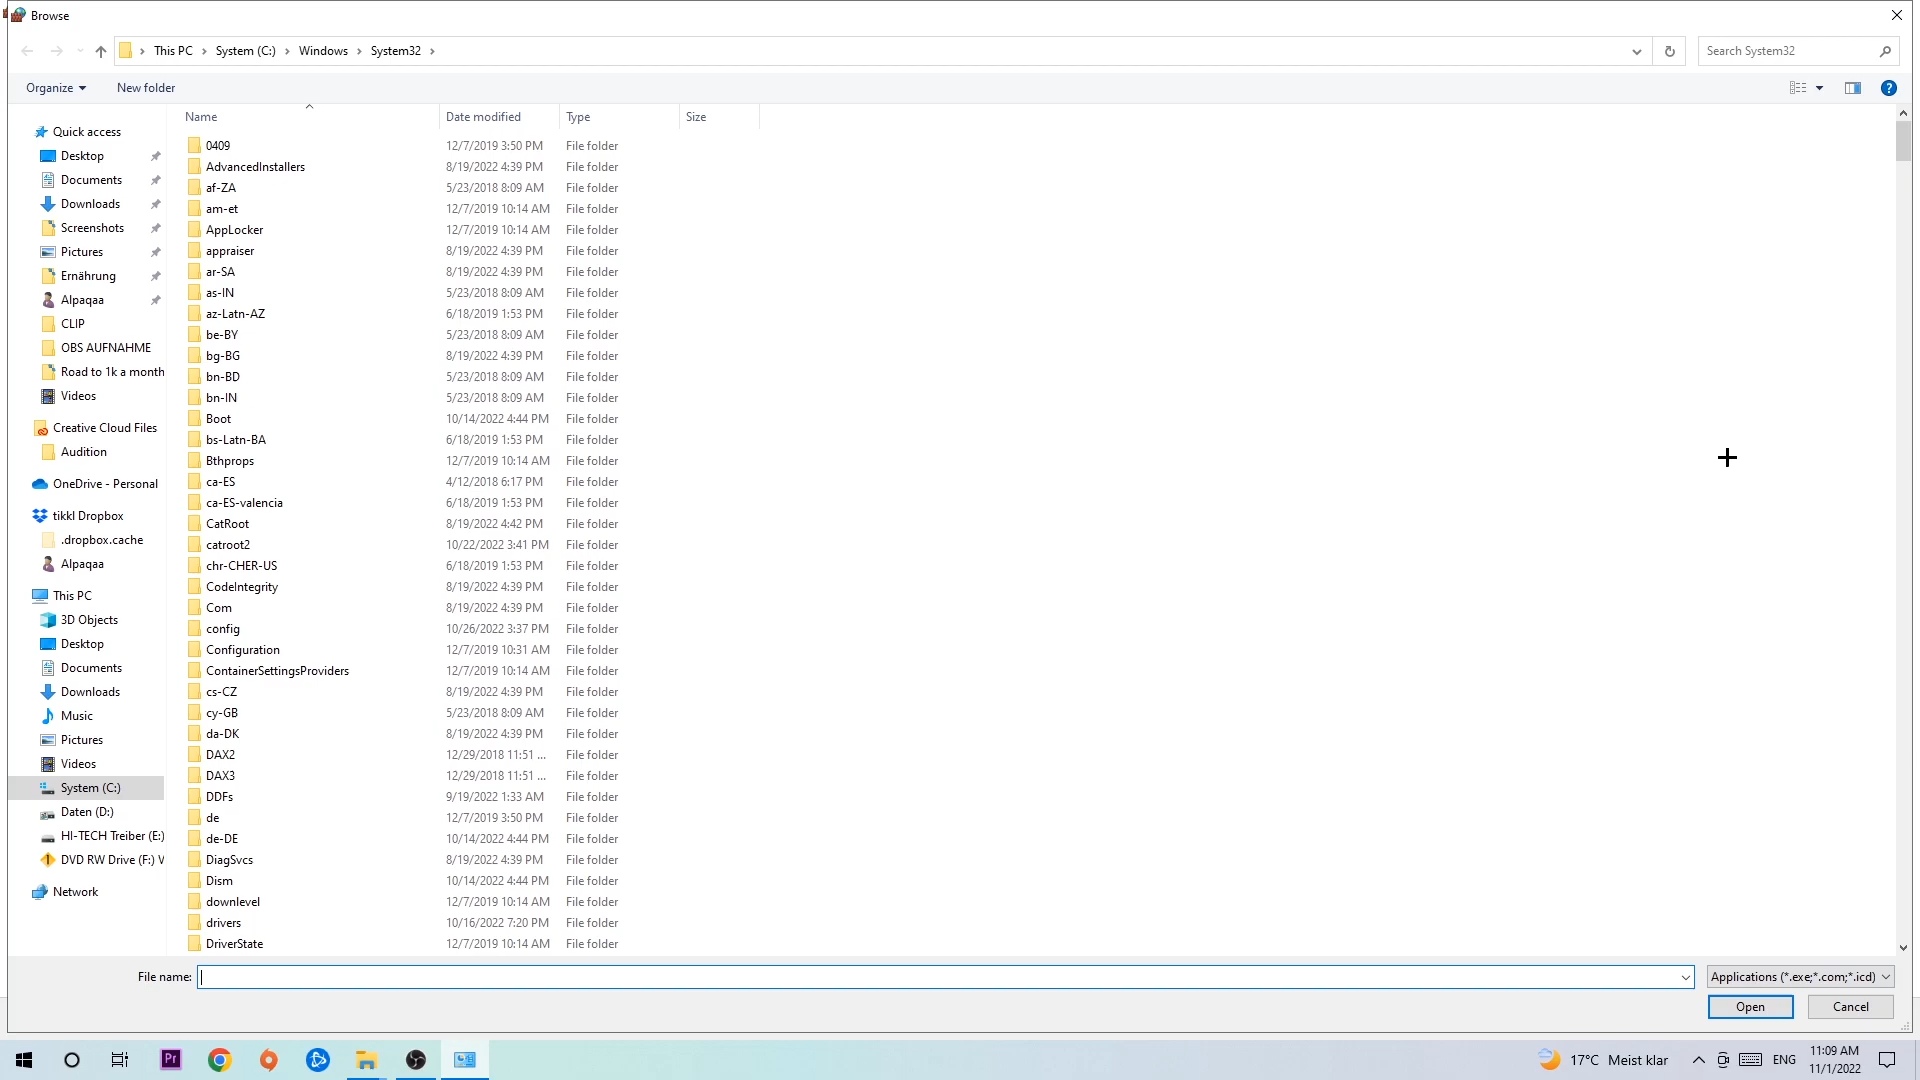 Browse
This PC
System (C:)
Windows
System32
Search System32
Organize
New folder
Name
Date modified
Type
Size
Quick access
Desktop
Documents
Downloads
Screenshots
Pictures
Ernährung
Alpaqaa
CLIP
OBS AUFNAHME
Road to 1k a month
Videos
Creative Cloud Files
Audition
OneDrive - Personal
tikkl Dropbox
.dropbox.cache
Alpaqaa
This PC
3D Objects
Desktop
Documents
Downloads
Music
Pictures
Videos
System (C:)
Daten (D:)
HI-TECH Treiber (E:)
DVD RW Drive (F:) V
Network
0409 12/7/2019 3:50 PM File folder
AdvancedInstallers 8/19/2022 4:39 PM File folder
af-ZA 5/23/2018 8:09 AM File folder
am-et 12/7/2019 10:14 AM File folder
AppLocker 12/7/2019 10:14 AM File folder
appraiser 8/19/2022 4:39 PM File folder
ar-SA 8/19/2022 4:39 PM File folder
as-IN 5/23/2018 8:09 AM File folder
az-Latn-AZ 6/18/2019 1:53 PM File folder
be-BY 5/23/2018 8:09 AM File folder
bg-BG 8/19/2022 4:39 PM File folder
bn-BD 5/23/2018 8:09 AM File folder
bn-IN 5/23/2018 8:09 AM File folder
Boot 10/14/2022 4:44 PM File folder
bs-Latn-BA 6/18/2019 1:53 PM File folder
Bthprops 12/7/2019 10:14 AM File folder
ca-ES 4/12/2018 6:17 PM File folder
ca-ES-valencia 6/18/2019 1:53 PM File folder
CatRoot 8/19/2022 4:42 PM File folder
catroot2 10/22/2022 3:41 PM File folder
chr-CHER-US 6/18/2019 1:53 PM File folder
CodeIntegrity 8/19/2022 4:39 PM File folder
Com 8/19/2022 4:39 PM File folder
config 10/26/2022 3:37 PM File folder
Configuration 12/7/2019 10:31 AM File folder
ContainerSettingsProviders 12/7/2019 10:14 AM File folder
cs-CZ 8/19/2022 4:39 PM File folder
cy-GB 5/23/2018 8:09 AM File folder
da-DK 8/19/2022 4:39 PM File folder
DAX2 12/29/2018 11:51 ... File folder
DAX3 12/29/2018 11:51 ... File folder
DDFs 9/19/2022 1:33 AM File folder
de 12/7/2019 3:50 PM File folder
de-DE 10/14/2022 4:44 PM File folder
DiagSvcs 8/19/2022 4:39 PM File folder
Dism 10/14/2022 4:44 PM File folder
downlevel 12/7/2019 10:14 AM File folder
drivers 10/16/2022 7:20 PM File folder
DriverState 12/7/2019 10:14 AM File folder
File name:
Applications (*.exe;*.com;*.icd)
Open
Cancel
Pr
17°C Meist klar
ENG
11:09 AM
11/1/2022